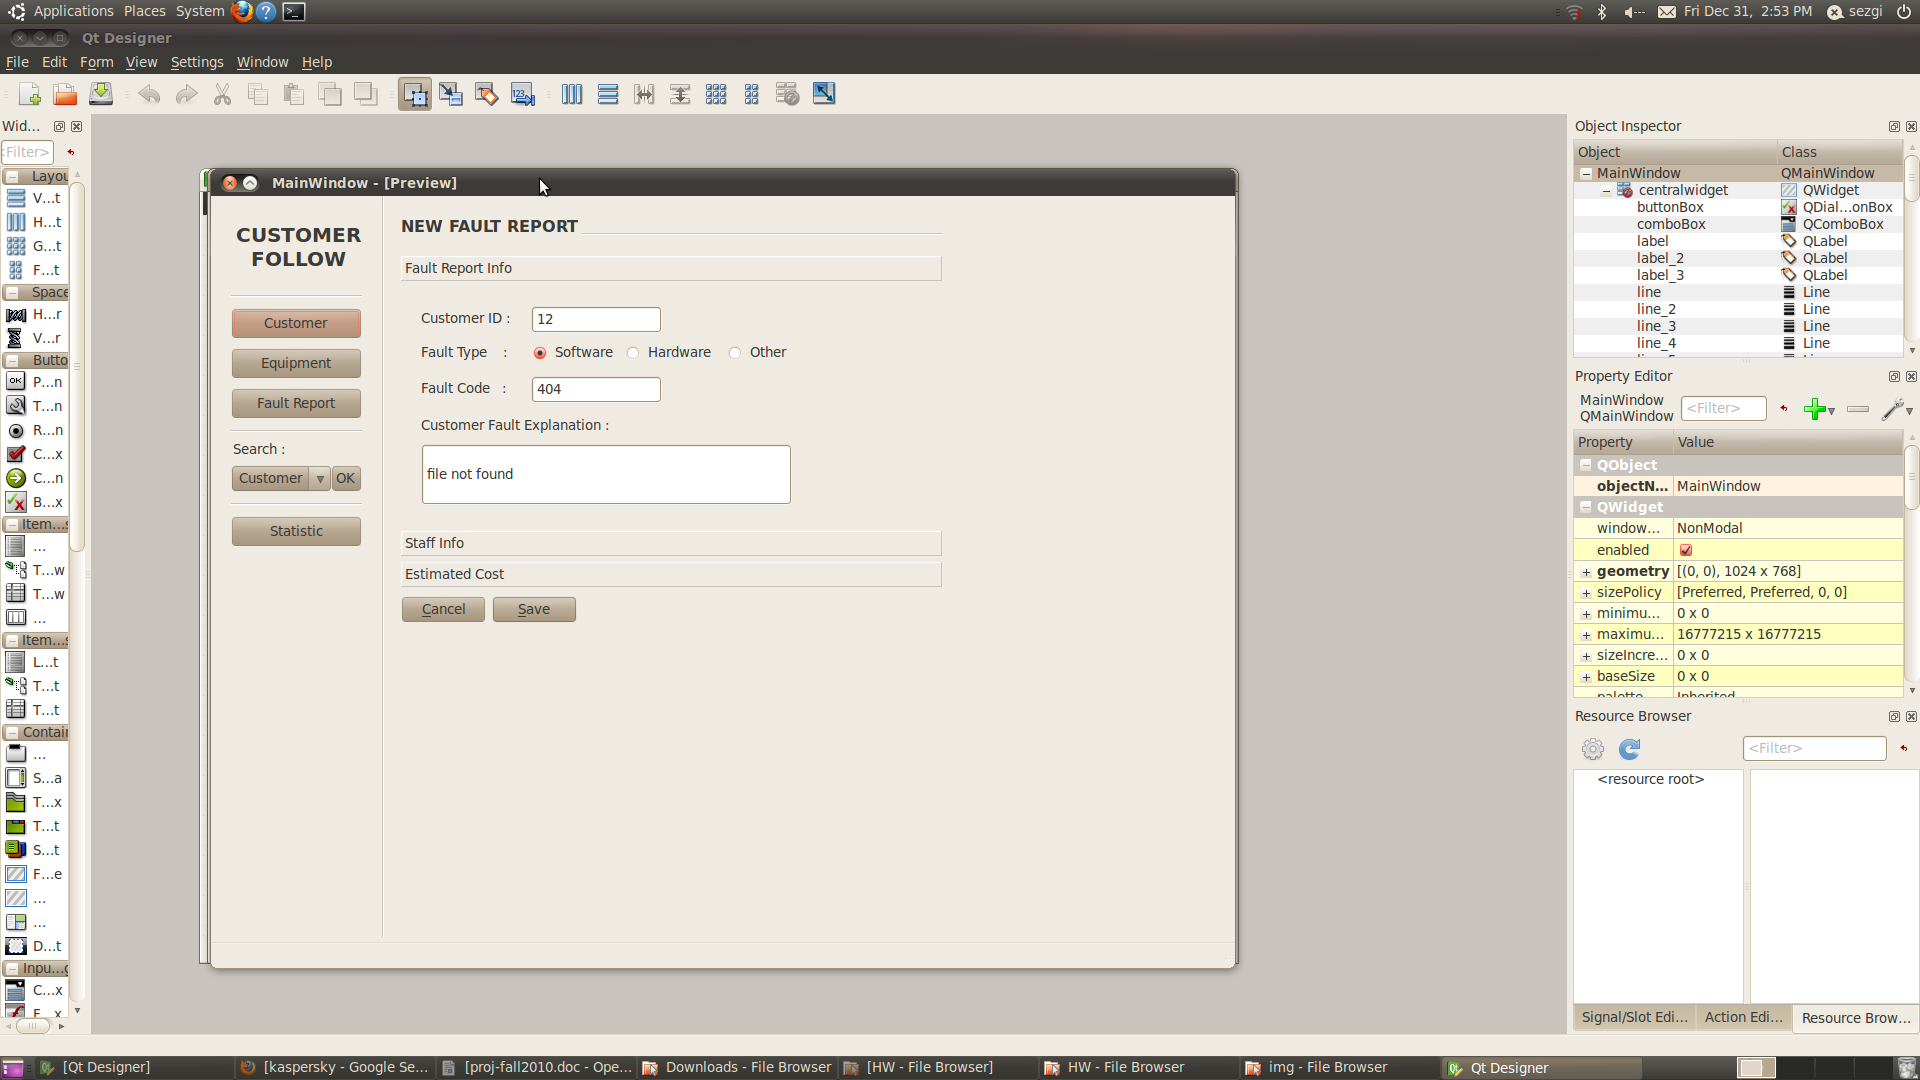 Applications Places System Fri Dec 31, 2:53 PM sezgi
Qt Designer
File Edit Form View Settings Window Help
Wid...
<Filter>
Layou
V...t
H...t
G...t
F...t
Space
H...r
V...r
Butto
OK P...n
T...n
R...n
C...x
C...n
B...x
Item...s
...
T...w
T...w
...
Item...s
L...t
T...t
T...t
Contain
...
S...a
T...x
T...t
S...t
F...e
...
...
D...t
Inpu...g
C...x
F...x
MainWindow - [Preview]
CUSTOMER
FOLLOW
Customer
Equipment
Fault Report
Search :
Customer OK
Statistic
NEW FAULT REPORT
Fault Report Info
Customer ID : 12
Fault Type : Software Hardware Other
Fault Code : 404
Customer Fault Explanation :
file not found
Staff Info
Estimated Cost
Cancel Save
Object Inspector
Object Class
MainWindow QMainWindow
centralwidget QWidget
buttonBox QDial...onBox
comboBox QComboBox
label QLabel
label_2 QLabel
label_3 QLabel
line Line
line_2 Line
line_3 Line
line_4 Line
Property Editor
MainWindow
QMainWindow
<Filter>
Property Value
QObject
objectN... MainWindow
QWidget
window... NonModal
enabled
geometry [(0, 0), 1024 x 768]
sizePolicy [Preferred, Preferred, 0, 0]
minimu... 0 x 0
maximu... 16777215 x 16777215
sizeIncre... 0 x 0
baseSize 0 x 0
palette Inherited
Resource Browser
<Filter>
<resource root>
Signal/Slot Edi... Action Edi... Resource Brow...
[Qt Designer] [kaspersky - Google Se... [proj-fall2010.doc - Ope... Downloads - File Browser [HW - File Browser] HW - File Browser img - File Browser Qt Designer